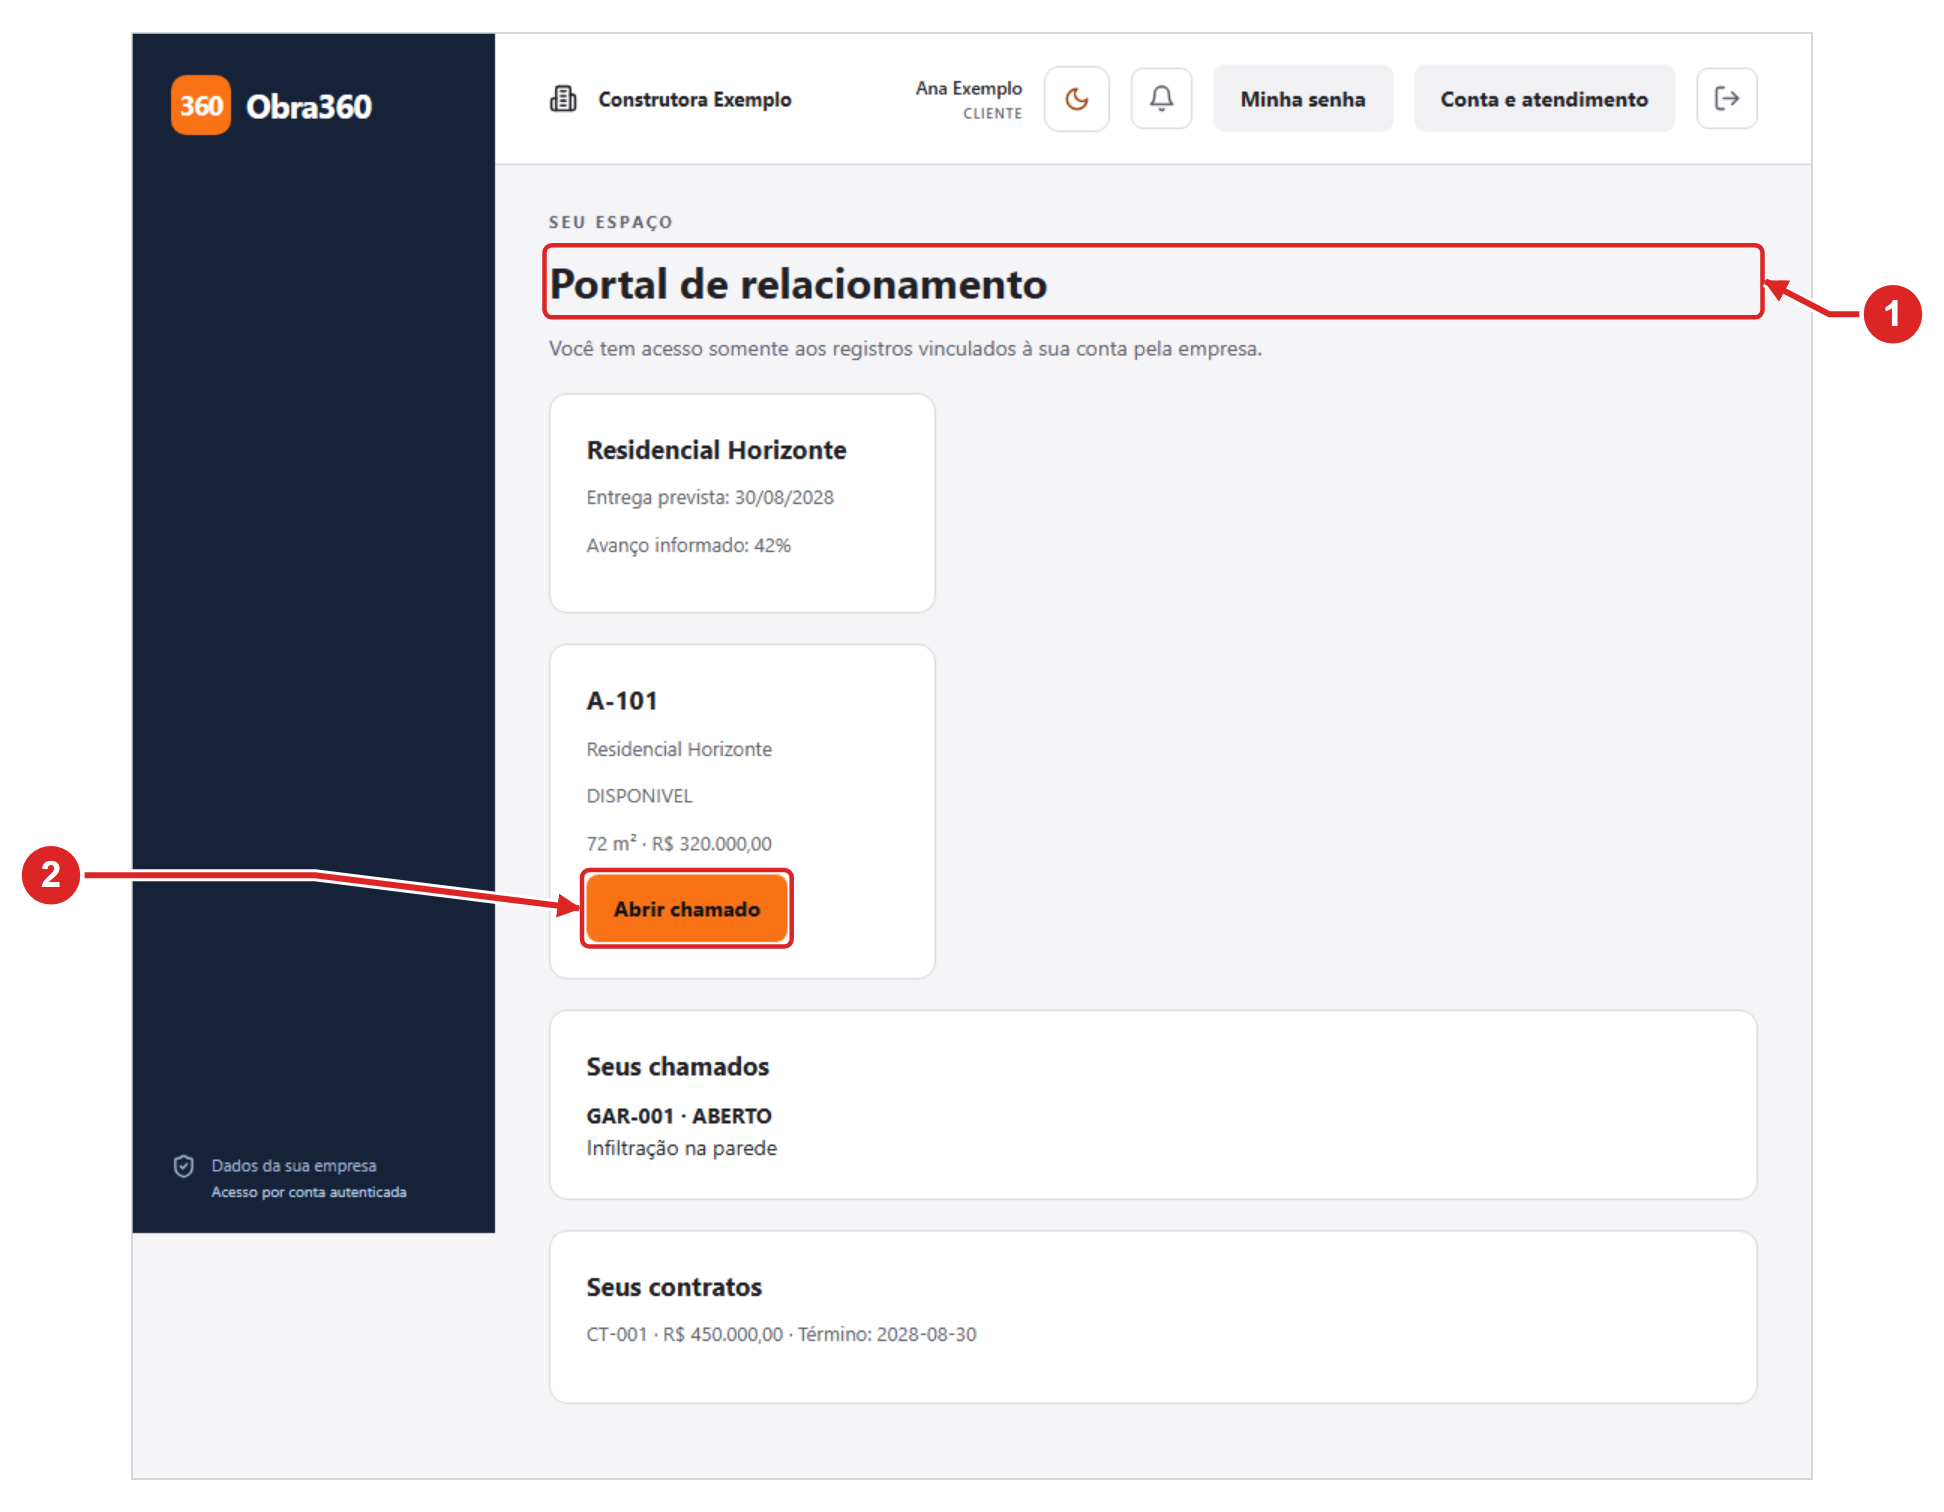 360 Obra360
Construtora Exemplo
Ana Exemplo
CLIENTE
Minha senha
Conta e atendimento
SEU ESPAÇO
Portal de relacionamento
1
Você tem acesso somente aos registros vinculados à sua conta pela empresa.
Residencial Horizonte
Entrega prevista: 30/08/2028
Avanço informado: 42%
A-101
Residencial Horizonte
DISPONIVEL
72 m² · R$ 320.000,00
2
Abrir chamado
Seus chamados
GAR-001 · ABERTO
Infiltração na parede
Dados da sua empresa
Acesso por conta autenticada
Seus contratos
CT-001 · R$ 450.000,00 · Término: 2028-08-30